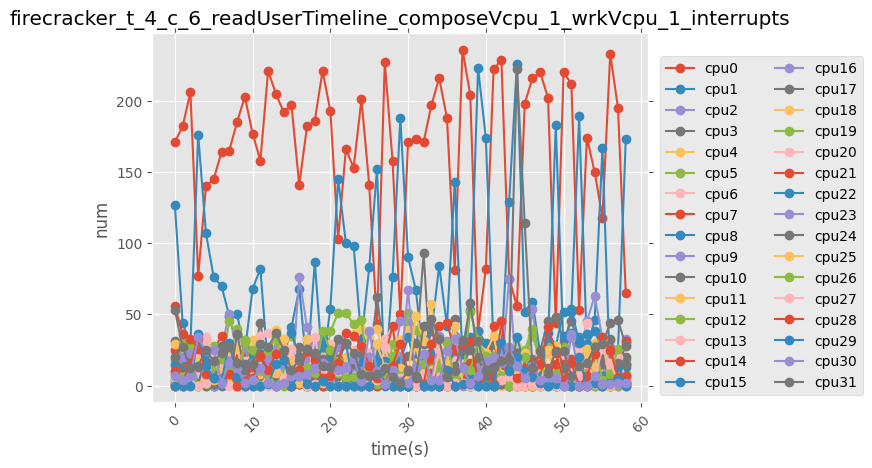 firecracker_t_4_c_6_readUserTimeline_composeVcpu_1_wrkVcpu_1_interrupts
num
200
150
100
50
0
0
10
20
30
40
50
60
time(s)
cpu0
cpu1
cpu2
cpu3
cpu4
cpu5
cpu6
cpu7
cpu8
cpu9
cpu10
cpu11
cpu12
cpu13
cpu14
cpu15
cpu16
cpu17
cpu18
cpu19
cpu20
cpu21
cpu22
cpu23
cpu24
cpu25
cpu26
cpu27
cpu28
cpu29
cpu30
cpu31